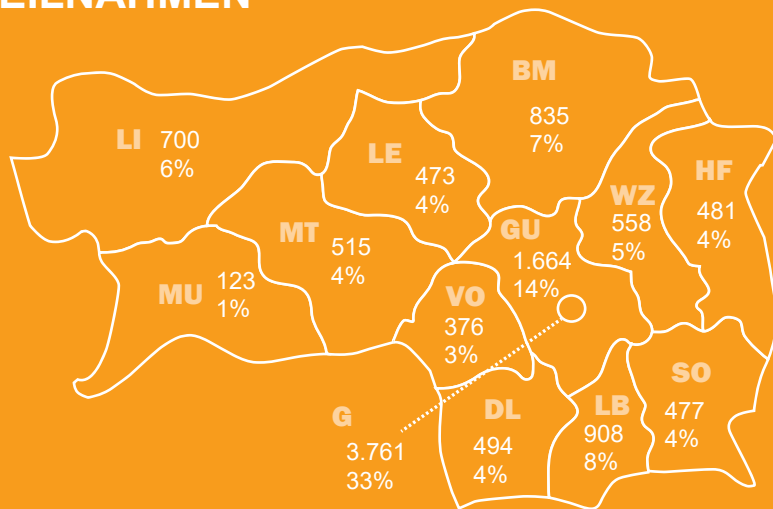 EILNAHMEN
BM
835
7%
LI 700
6%
LE
473
4%
HF
481
4%
WZ
558
5%
MT
515
4%
GU
1.664
14%
MU 123
1%
VO
376
3%
SO
477
4%
G
3.761
33%
DL
494
4%
LB
908
8%